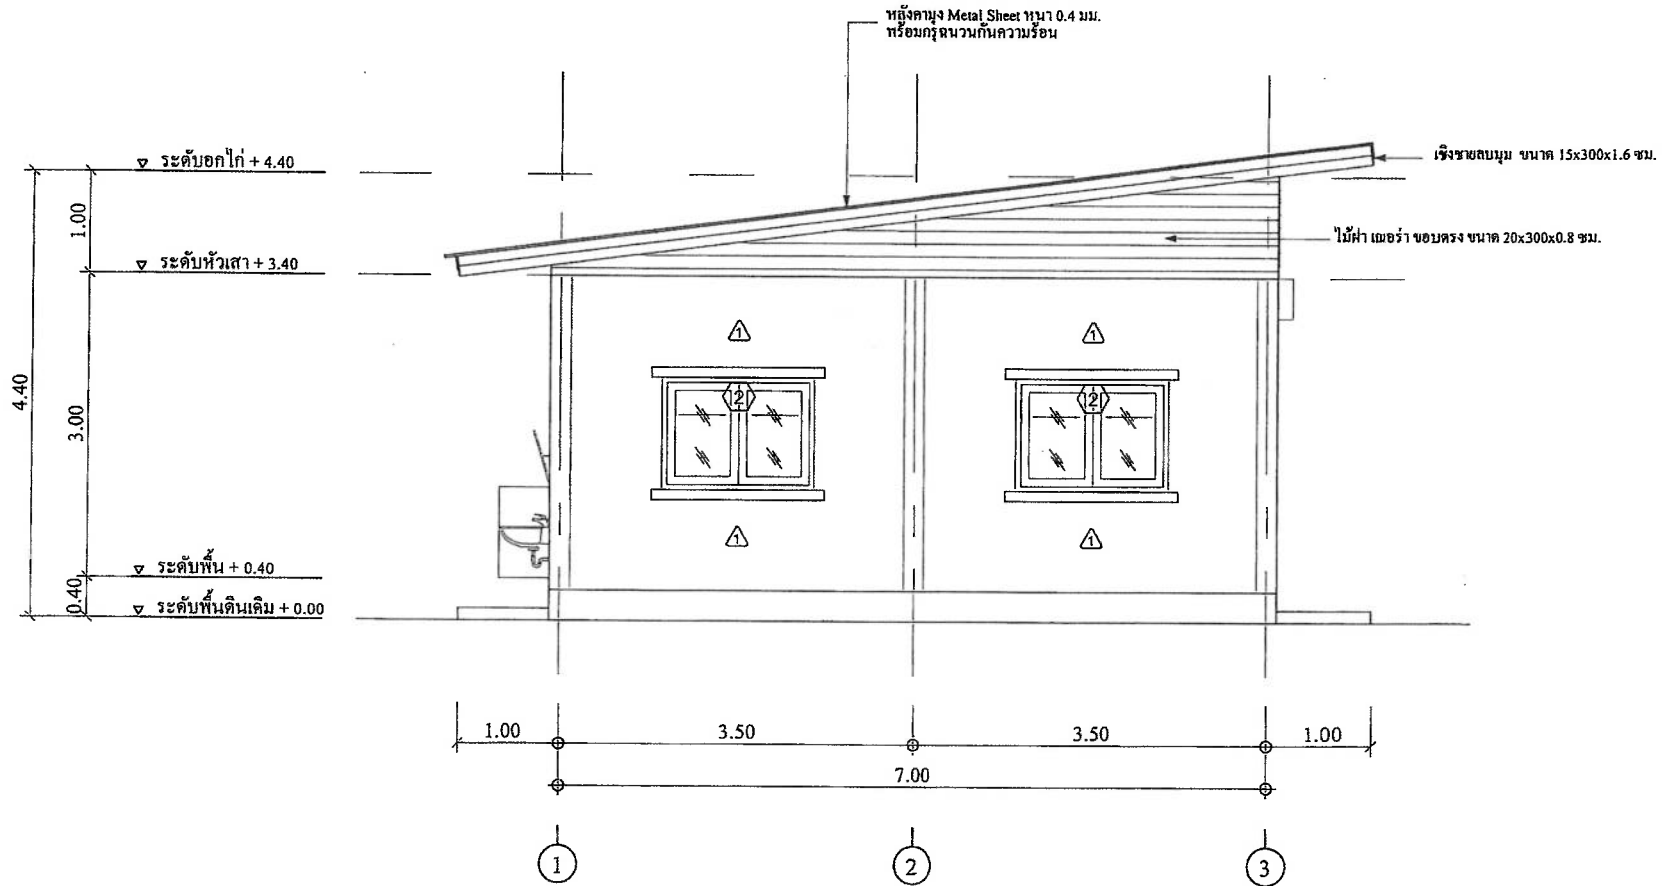 หลังคามุง Metal Sheet หนา 0.4 มม.
พร้อมกรุฉนวนกันความร้อน
ระดับอกไก่ + 4.40
เชิงชายลบมุม ขนาด 15x300x1.6 ซม.
1.00
ไม้ฝา เฌอร่า ขอบตรง ขนาด 20x300x0.8 ซม.
ระดับหัวเสา + 3.40
1
1
4.40
3.00
2
2
1
1
ระดับพื้น + 0.40
0.40
ระดับพื้นดินเดิม + 0.00
1.00
3.50
3.50
1.00
7.00
1
2
3